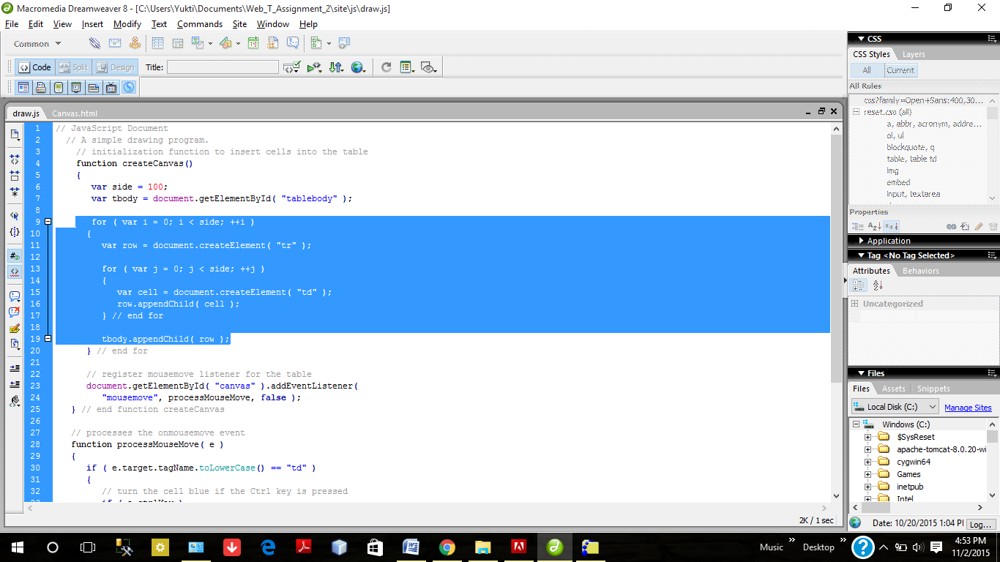 Macromedia Dreamweaver 8 - [C:\Users\Yukti\Documents\Web_T_Assignment_2\site\js\draw.js]
File Edit View Insert Modify Text Commands Site Window Help
Common
Code Split Design Title:
draw.js Canvas.html
1 // JavaScript Document
2 // A simple drawing program.
3 // initialization function to insert cells into the table
4 function createCanvas()
5 {
6 var side = 100;
7 var tbody = document.getElementById( "tablebody" );
8
9 for ( var i = 0; i < side; ++i )
10 {
11 var row = document.createElement( "tr" );
12
13 for ( var j = 0; j < side; ++j )
14 {
15 var cell = document.createElement( "td" );
16 row.appendChild( cell );
17 } // end for
18
19 tbody.appendChild( row );
20 } // end for
21
22 // register mousemove listener for the table
23 document.getElementById( "canvas" ).addEventListener(
24 "mousemove", processMouseMove, false );
25 } // end function createCanvas
26
27 // processes the onmousemove event
28 function processMouseMove( e )
29 {
30 if ( e.target.tagName.toLowerCase() == "td" )
31 {
32 // turn the cell blue if the Ctrl key is pressed
2K / 1 sec
CSS
CSS Styles Layers
All Current
All Rules
css?family=Open+Sans:400,30...
reset.css (all)
a, abbr, acronym, addre...
ol, ul
blockquote, q
table, table td
img
embed
input, textarea
Properties
Application
Tag <No Tag Selected>
Attributes Behaviors
Uncategorized
Files
Files Assets Snippets
Local Disk (C:) Manage Sites
Windows (C:)
$SysReset
apache-tomcat-8.0.20-wi
cygwin64
Games
inetpub
Intel
Date: 10/20/2015 1:04 PI Log...
Music Desktop
4:53 PM
11/2/2015